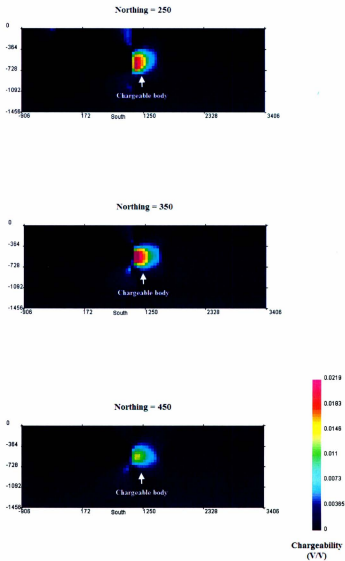 Northing = 250
0
-364
-728
-1092
-1456
-906 172 South 1250 2328 3406
Chargeable body
Northing = 350
0
-364
-728
-1092
-1456
-906 172 South 1250 2328 3406
Chargeable body
Northing = 450
0
-364
-728
-1092
-1456
-906 172 South 1250 2328 3406
Chargeable body
0.0219
0.0183
0.0146
0.011
0.0073
0.00365
0
Chargeability
(V/V)